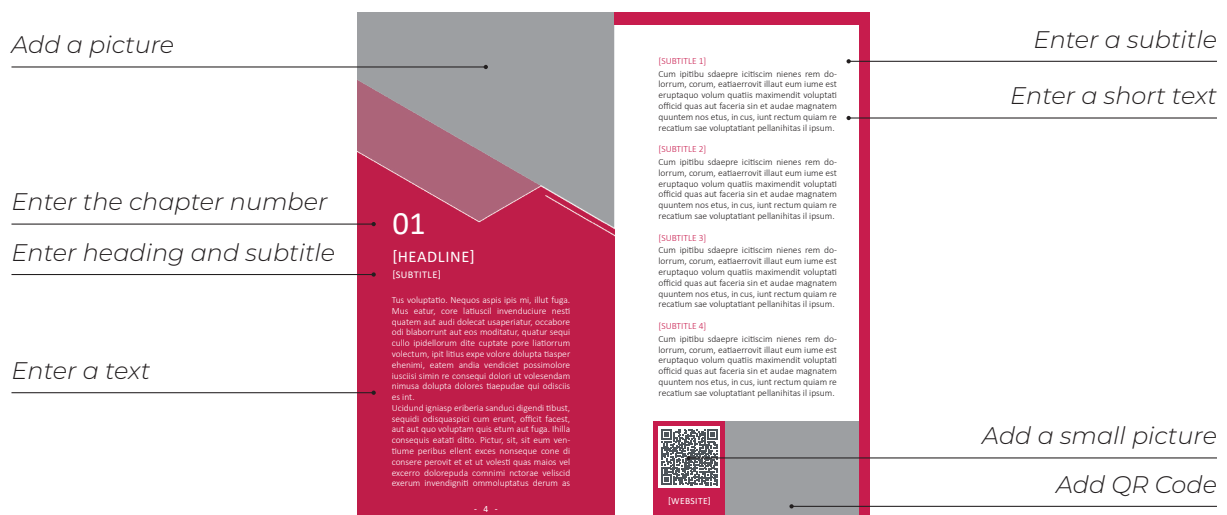 Add a picture
Enter the chapter number
Enter heading and subtitle
Enter a text
01
[HEADLINE]
[SUBTITLE]
Tus voluptatio. Nequos aspis ipis mi, illut fuga.
Mus eatur, core latiuscil invenduciure nesti
quatem aut audi dolecat usaperiatur, occabore
odi blaborrunt aut eos moditatur, quatur sequi
cullo ipidellorum dite cuptate pore liatiorrum
volectum, ipit litius expe volore dolupta tiasper
ehenimi, eatem andia vendiciet possimolore
iusciisi simin re consequi dolori ut volesendam
nimusa dolupta dolores tiaepudae qui odisciis
es int.
Ucidund igniasp eriberia sanduci digendi tibust,
sequidi odisquaspici cum erunt, officit facest,
aut aut quo voluptam quis etum aut fuga. Ihilla
consequis eatati ditio. Pictur, sit, sit eum ven-
tiume peribus ellent exces nonseque cone di
consere perovit et et ut volesti quas maios vel
excerro dolorepuda comnimi nctorae veliscid
exerum invendigniti ommoluptatus derum as
- 4 -
[SUBTITLE 1]
Cum ipitibu sdaepre icitiscim nienes rem do-
lorrum, corum, eatiaerrovit illaut eum iume est
eruptaquo volum quatiis maximendit voluptati
officid quas aut faceria sin et audae magnatem
quuntem nos etus, in cus, iunt rectum quiam re
recatium sae voluptatiant pellanihitas il ipsum.
[SUBTITLE 2]
Cum ipitibu sdaepre icitiscim nienes rem do-
lorrum, corum, eatiaerrovit illaut eum iume est
eruptaquo volum quatiis maximendit voluptati
officid quas aut faceria sin et audae magnatem
quuntem nos etus, in cus, iunt rectum quiam re
recatium sae voluptatiant pellanihitas il ipsum.
[SUBTITLE 3]
Cum ipitibu sdaepre icitiscim nienes rem do-
lorrum, corum, eatiaerrovit illaut eum iume est
eruptaquo volum quatiis maximendit voluptati
officid quas aut faceria sin et audae magnatem
quuntem nos etus, in cus, iunt rectum quiam re
recatium sae voluptatiant pellanihitas il ipsum.
[SUBTITLE 4]
Cum ipitibu sdaepre icitiscim nienes rem do-
lorrum, corum, eatiaerrovit illaut eum iume est
eruptaquo volum quatiis maximendit voluptati
officid quas aut faceria sin et audae magnatem
quuntem nos etus, in cus, iunt rectum quiam re
recatium sae voluptatiant pellanihitas il ipsum.
[WEBSITE]
Enter a subtitle
Enter a short text
Add a small picture
Add QR Code